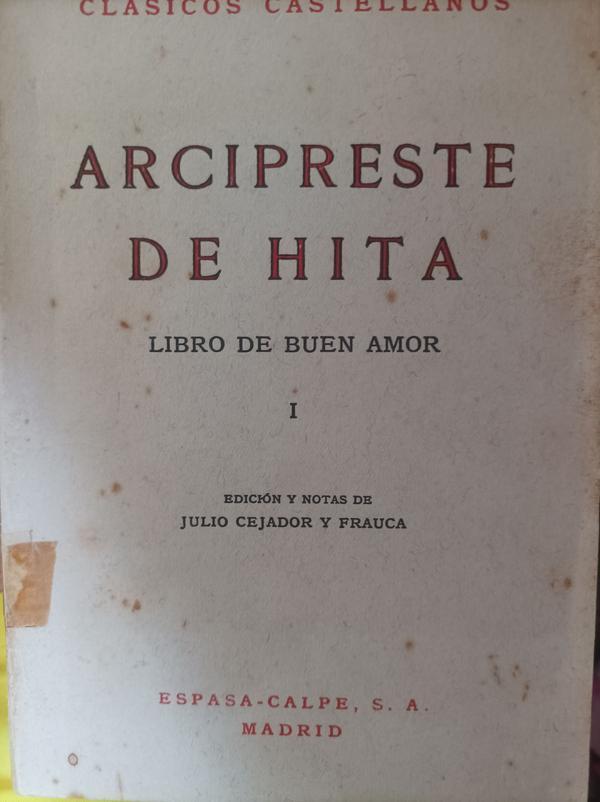 CLASICOS CASTELLANOS
ARCIPRESTE
DE HITA
LIBRO DE BUEN AMOR
I
EDICIÓN Y NOTAS DE
JULIO CEJADOR Y FRAUCA
ESPASA-CALPE, S. A.
MADRID